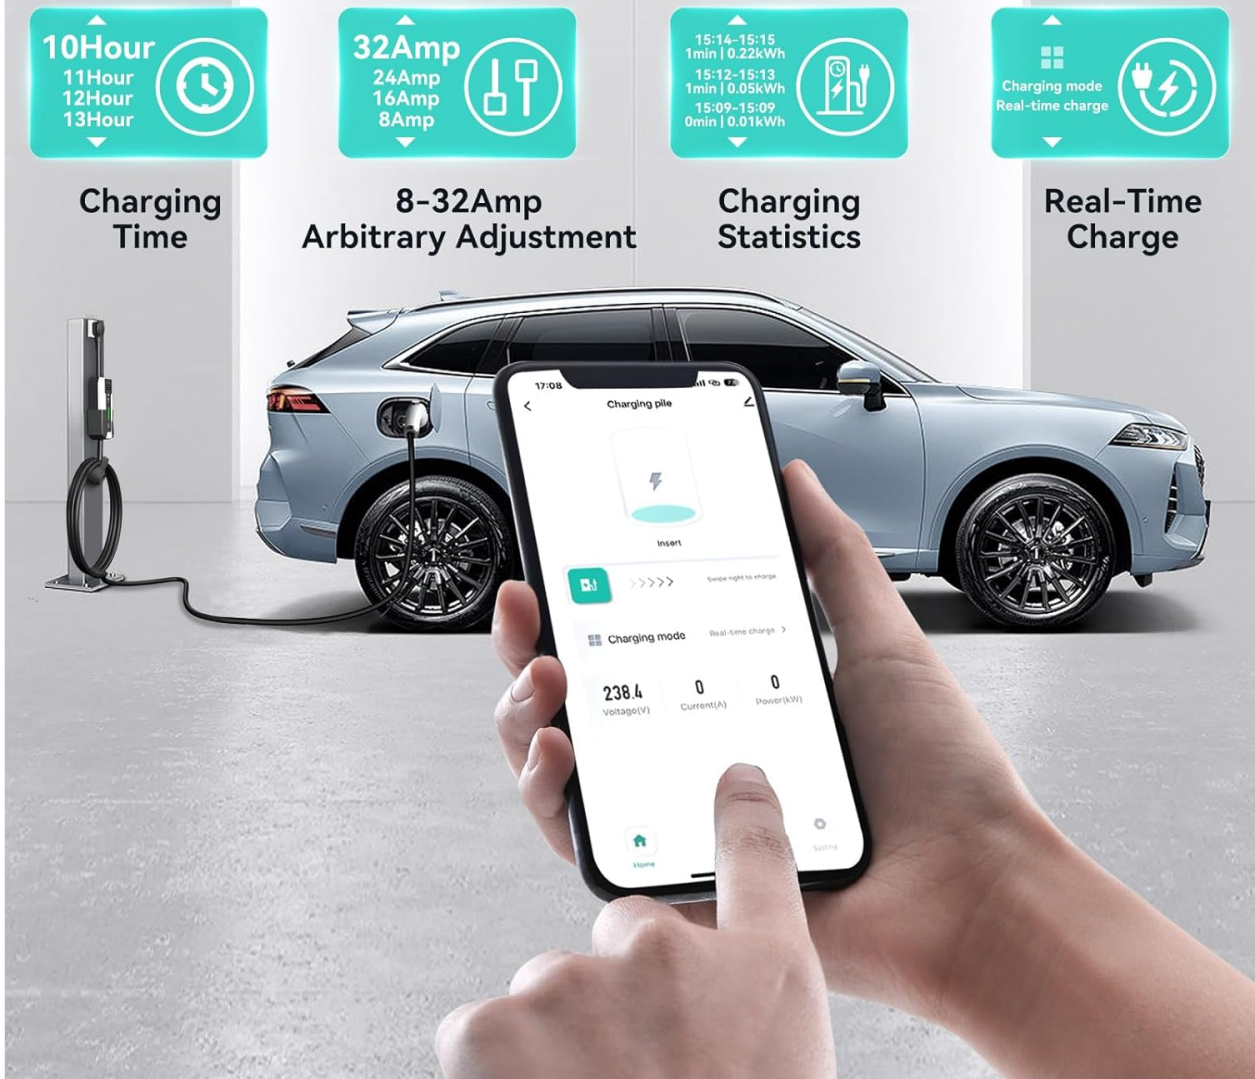 10Hour
11Hour
12Hour
13Hour
32Amp
24Amp
16Amp
8Amp
15:14-15:15
1min | 0.22kWh
15:12-15:13
1min | 0.05kWh
15:09-15:09
0min | 0.01kWh
Charging mode
Real-time charge
Charging
Time
8-32Amp
Arbitrary Adjustment
Charging
Statistics
Real-Time
Charge
17:08
Charging pile
Insert
Swipe right to charge
Charging mode
Real-time charge
238.4
Voltage(V)
0
Current(A)
0
Power(kW)
Home